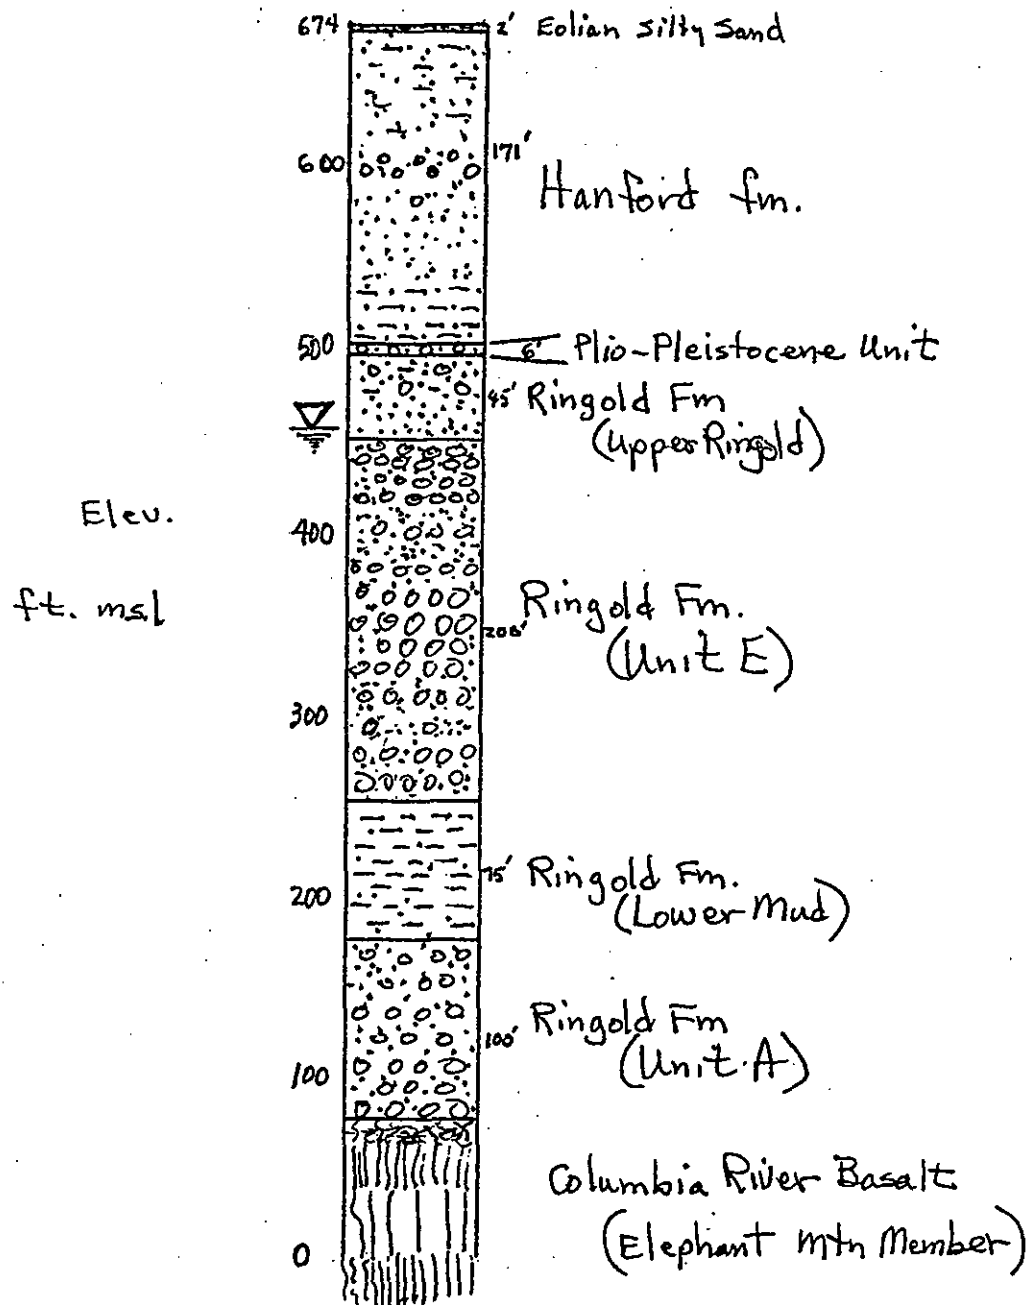 674 2' Eolian Silty Sand
600 171'
Hanford fm.
500 6' Plio-Pleistocene Unit
45' Ringold Fm
(Upper Ringold)
Elev.
400
ft. msl
Ringold Fm.
(Unit E)
300
75' Ringold Fm.
200 (Lower Mud)
100' Ringold Fm
100 (Unit A)
Columbia River Basalt
0 (Elephant Mtn Member)